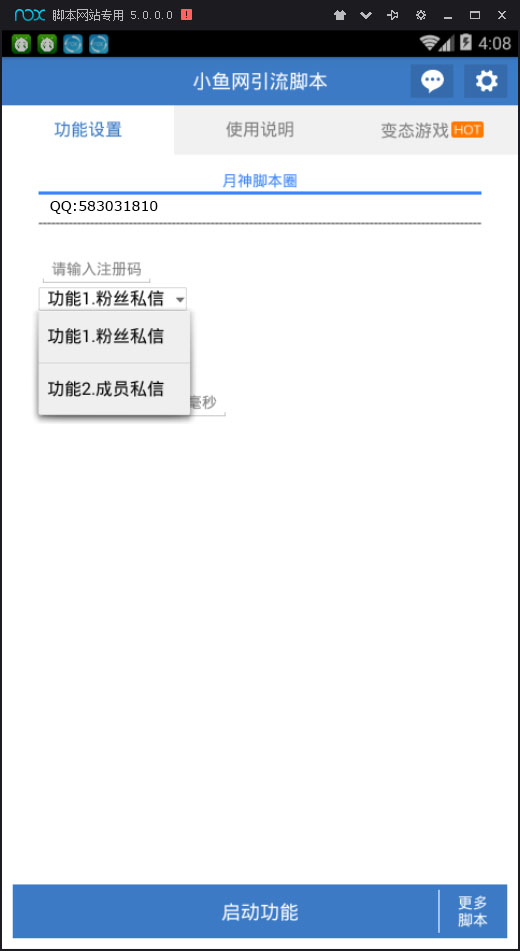 nox 脚本网站专用 5.0.0.0
4:08
小鱼网引流脚本
功能设置 使用说明 变态游戏 HOT
月神脚本圈
QQ:583031810
请输入注册码
功能1.粉丝私信
功能1.粉丝私信
功能2.成员私信
毫秒
启动功能
更多
脚本